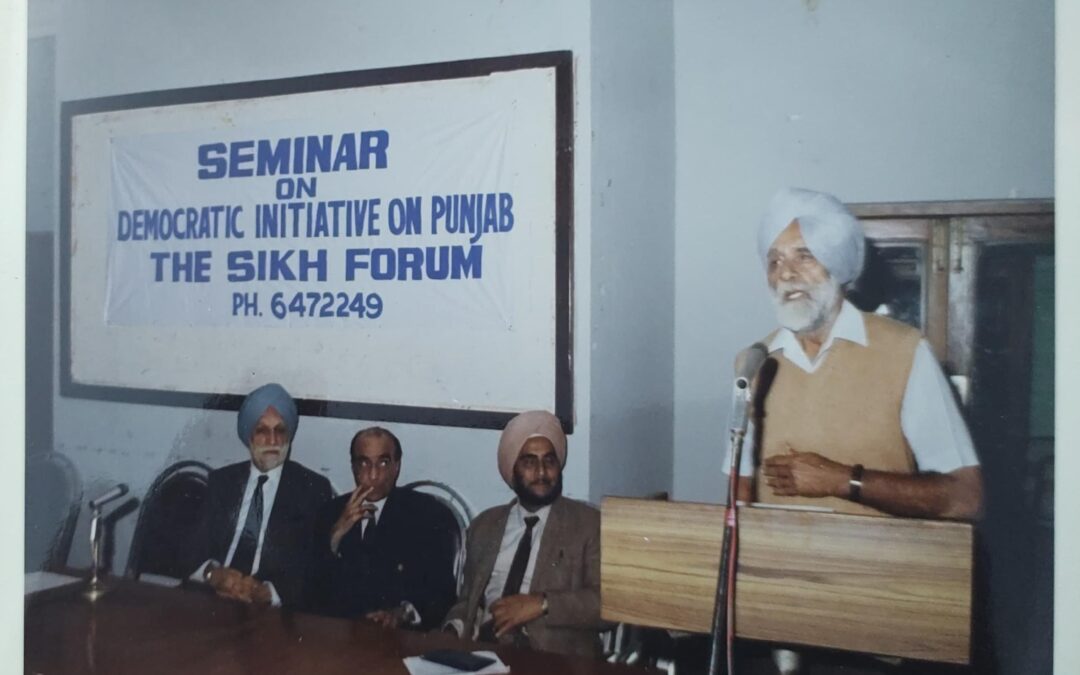 SEMINAR
ON
DEMOCRATIC INITIATIVE ON PUNJAB
THE SIKH FORUM
PH. 6472249